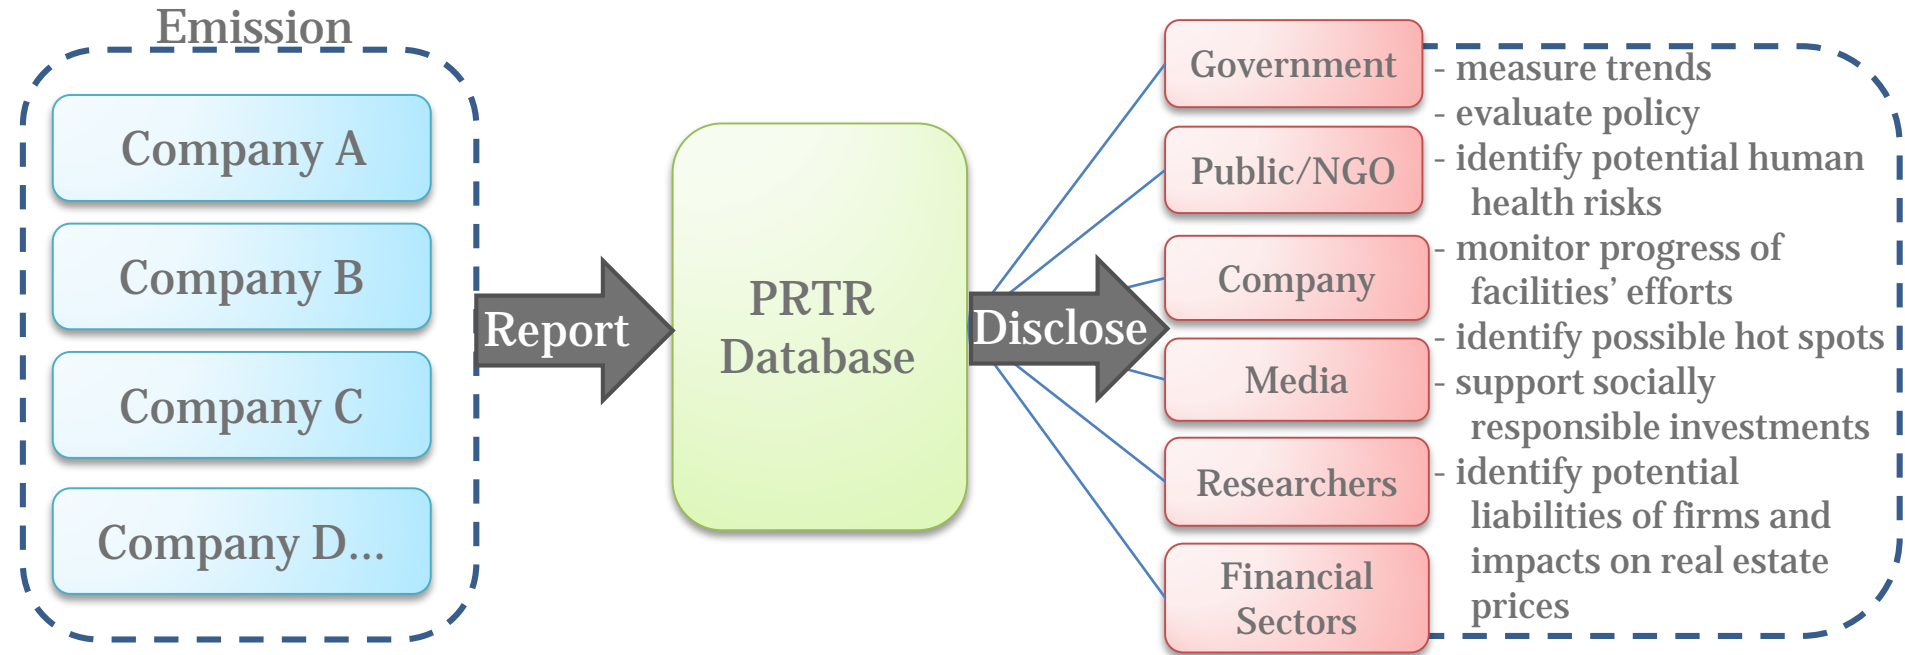 Emission
Company A
Company B
Company C
Company D...
Report
PRTR
Database
Disclose
Government
Public/NGO
Company
Media
Researchers
Financial
Sectors
- measure trends
- evaluate policy
- identify potential human
health risks
- monitor progress of
facilities’ efforts
- identify possible hot spots
- support socially
responsible investments
- identify potential
liabilities of firms and
impacts on real estate
prices